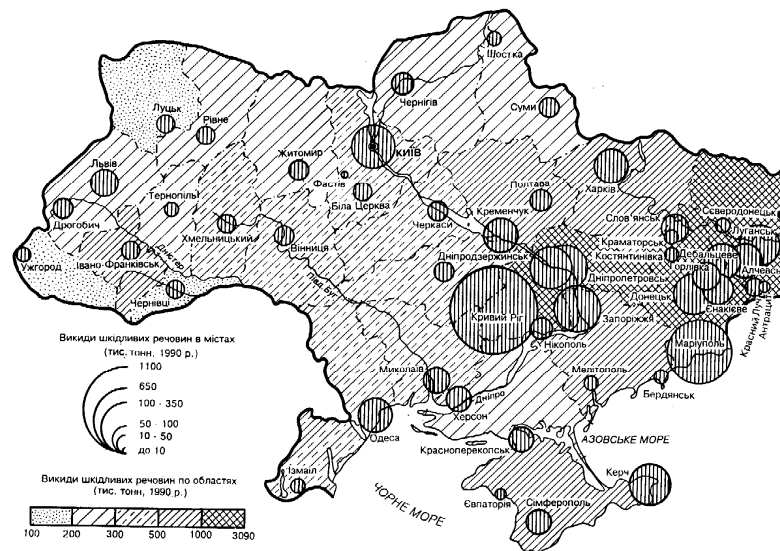 Шостка
Чернігів
Суми
Луцьк
Рівне
КИЇВ
Житомир
Львів
Фастів
Харків
Біла Церква
Полтава
Тернопіль
Дрогобич
Черкаси
Кременчук
Слов'янськ
Сєвєродонецьк
Луганськ
Хмельницький
Вінниця
Краматорськ
Ужгород
Івано-Франківськ
Дністер
Дніпродзержинськ
Костянтинівка
Дебальцеве
Дніпропетровськ
Горлівка
Алчевськ
Чернівці
Півд. Буг
Донецьк
Єнакієве
Красний Луч
Антрацит
Кривий Ріг
Запоріжжя
Нікополь
Маріуполь
Викиди шкідливих речовин в містах
(тис. тонн, 1990 р.)
1100
650
100 - 350
50 - 100
10 - 50
до 10
Миколаїв
Мелітополь
Бердянськ
Дніпро
Херсон
Одеса
АЗОВСЬКЕ МОРЕ
Красноперекопськ
Ізмаїл
ЧОРНЕ МОРЕ
Керч
Євпаторія
Сімферополь
Викиди шкідливих речовин по областях
(тис. тонн, 1990 р.)
100 200 300 500 1000 3090